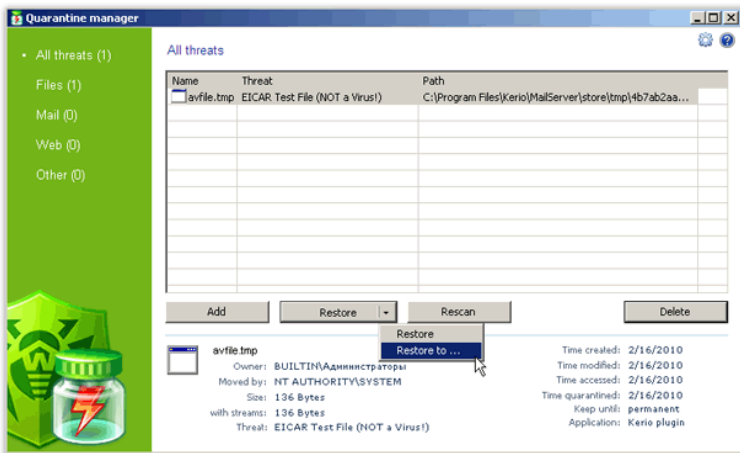 Quarantine manager
All threats (1)
Files (1)
Mail (0)
Web (0)
Other (0)
All threats
Name Threat Path
avfile.tmp EICAR Test File (NOT a Virus!) C:\Program Files\Kerio\MailServer\store\tmp\4b7ab2aa...
Add Restore Rescan Delete
Restore
Restore to ...
avfile.tmp
Owner: BUILTIN\Администраторы
Moved by: NT AUTHORITY\SYSTEM
Size: 136 Bytes
with streams: 136 Bytes
Threat: EICAR Test File (NOT a Virus!)
Time created: 2/16/2010
Time modified: 2/16/2010
Time accessed: 2/16/2010
Time quarantined: 2/16/2010
Keep until: permanent
Application: Kerio plugin